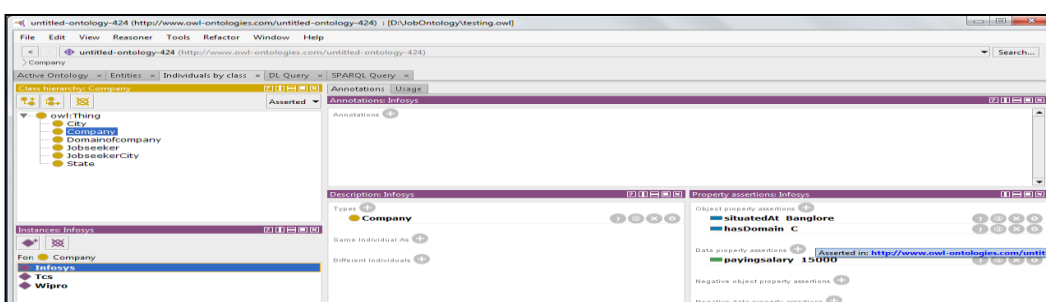 untitled-ontology-424 (http://www.owl-ontologies.com/untitled-ontology-424) : [D:\JobOntology\testing.owl]
File Edit View Reasoner Tools Refactor Window Help
< > untitled-ontology-424 (http://www.owl-ontologies.com/untitled-ontology-424) Search...
Company
Active Ontology × Entities × Individuals by class × DL Query × SPARQL Query ×
Class hierarchy: Company
Asserted
owl:Thing
City
Company
Domainofcompany
Jobseeker
JobseekerCity
State
Annotations Usage
Annotations: Infosys
Annotations
Instances: Infosys
For: Company
Infosys
Tcs
Wipro
Description: Infosys
Types
Company
Same Individual As
Different Individuals
Property assertions: Infosys
Object property assertions
situatedAt Banglore
hasDomain C
Data property assertions
Asserted in: http://www.owl-ontologies.com/untit
payingsalary 15000
Negative object property assertions
Negative data property assertions